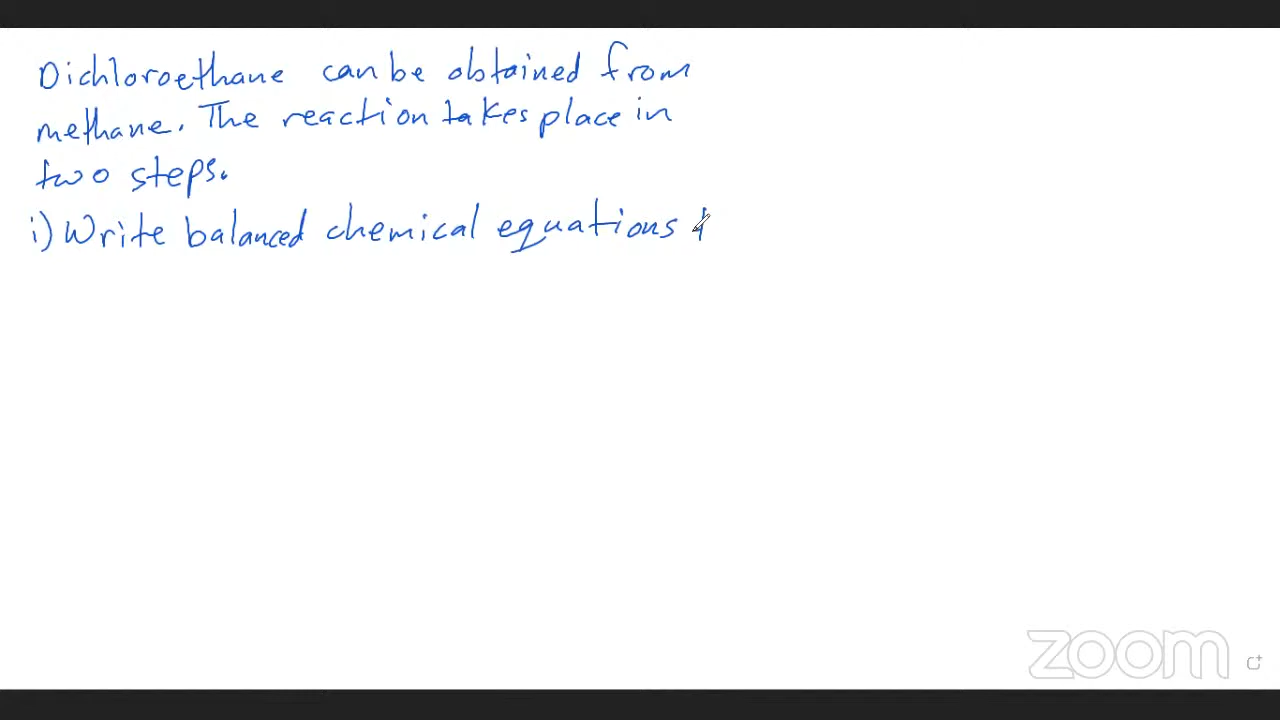 Dichloroethane can be obtained from
methane. The reaction takes place in
two steps.
i) Write balanced chemical equations
zoom